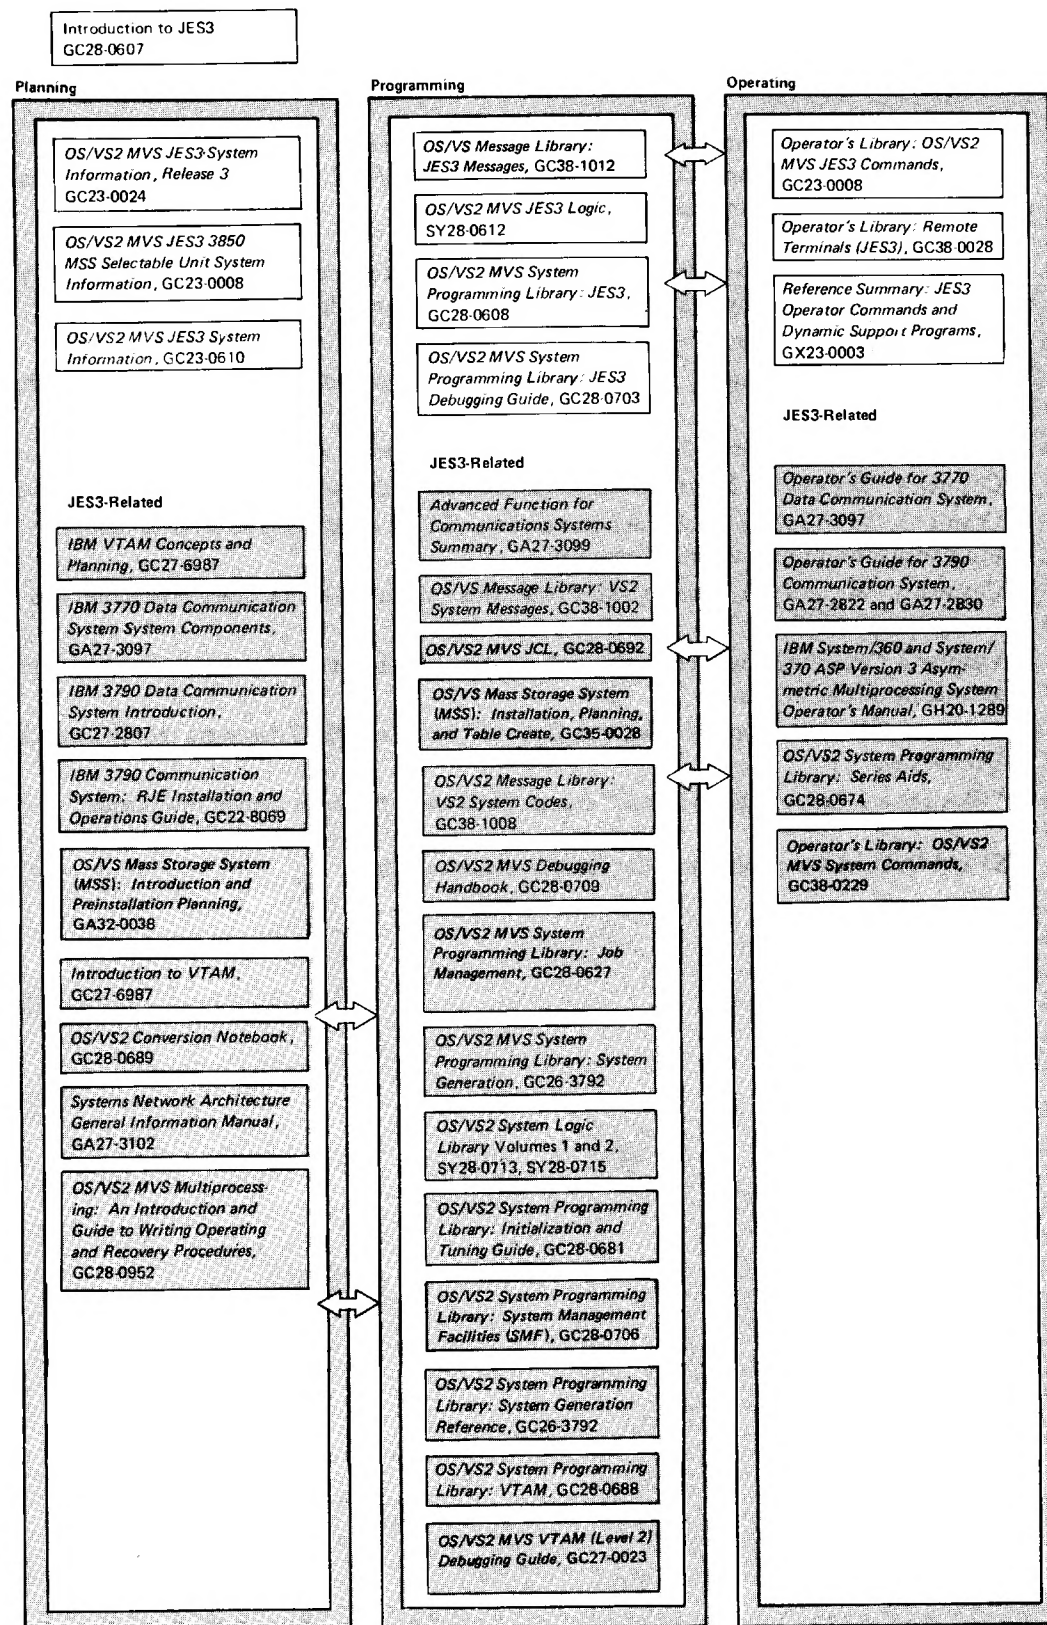 Introduction to JES3
GC28-0607
Planning
OS/VS2 MVS JES3 System
Information, Release 3
GC23-0024
OS/VS2 MVS JES3 3850
MSS Selectable Unit System
Information, GC23-0008
OS/VS2 MVS JES3 System
Information, GC23-0610
JES3-Related
IBM VTAM Concepts and
Planning, GC27-6987
IBM 3770 Data Communication
System System Components,
GA27-3097
IBM 3790 Data Communication
System Introduction,
GC27-2807
IBM 3790 Communication
System: RJE Installation and
Operations Guide, GC22-8069
OS/VS Mass Storage System
(MSS): Introduction and
Preinstallation Planning,
GA32-0038
Introduction to VTAM,
GC27-6987
OS/VS2 Conversion Notebook,
GC28-0689
Systems Network Architecture
General Information Manual,
GA27-3102
OS/VS2 MVS Multiprocess-
ing: An Introduction and
Guide to Writing Operating
and Recovery Procedures,
GC28-0952
Programming
OS/VS Message Library:
JES3 Messages, GC38-1012
OS/VS2 MVS JES3 Logic,
SY28-0612
OS/VS2 MVS System
Programming Library: JES3,
GC28-0608
OS/VS2 MVS System
Programming Library: JES3
Debugging Guide, GC28-0703
JES3-Related
Advanced Function for
Communications Systems
Summary, GA27-3099
OS/VS Message Library: VS2
System Messages, GC38-1002
OS/VS2 MVS JCL, GC28-0692
OS/VS Mass Storage System
(MSS): Installation, Planning,
and Table Create, GC35-0028
OS/VS2 Message Library:
VS2 System Codes,
GC38-1008
OS/VS2 MVS Debugging
Handbook, GC28-0709
OS/VS2 MVS System
Programming Library: Job
Management, GC28-0627
OS/VS2 MVS System
Programming Library: System
Generation, GC26-3792
OS/VS2 System Logic
Library Volumes 1 and 2,
SY28-0713, SY28-0715
OS/VS2 System Programming
Library: Initialization and
Tuning Guide, GC28-0681
OS/VS2 System Programming
Library: System Management
Facilities (SMF), GC28-0706
OS/VS2 System Programming
Library: System Generation
Reference, GC26-3792
OS/VS2 System Programming
Library: VTAM, GC28-0688
OS/VS2 MVS VTAM (Level 2)
Debugging Guide, GC27-0023
Operating
Operator's Library: OS/VS2
MVS JES3 Commands,
GC23-0008
Operator's Library: Remote
Terminals (JES3), GC38-0028
Reference Summary: JES3
Operator Commands and
Dynamic Support Programs,
GX23-0003
JES3-Related
Operator's Guide for 3770
Data Communication System,
GA27-3097
Operator's Guide for 3790
Communication System,
GA27-2822 and GA27-2830
IBM System/360 and System/
370 ASP Version 3 Asym-
metric Multiprocessing System
Operator's Manual, GH20-1289
OS/VS2 System Programming
Library: Series Aids,
GC28-0674
Operator's Library: OS/VS2
MVS System Commands,
GC38-0229